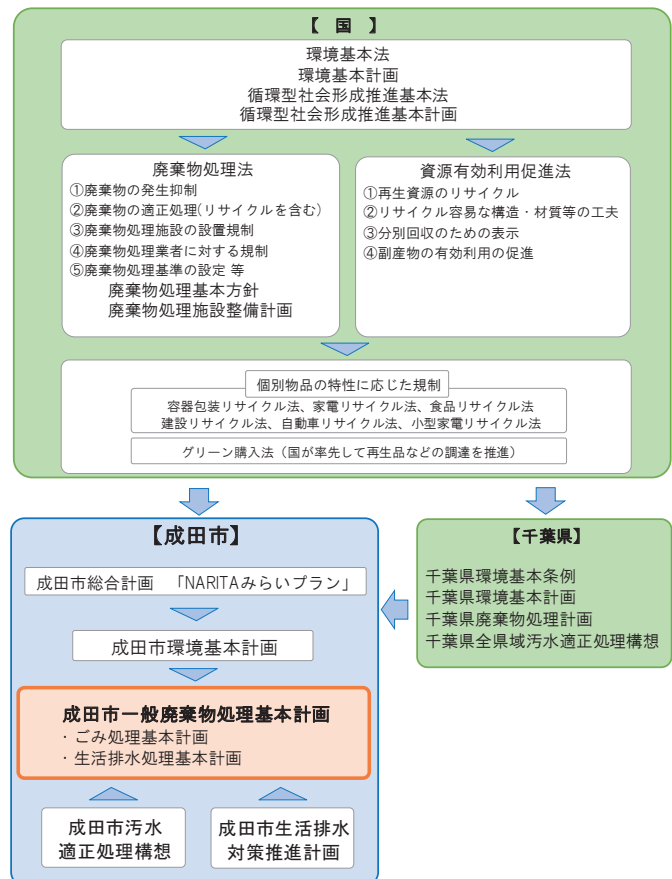 【 国 】
環境基本法
環境基本計画
循環型社会形成推進基本法
循環型社会形成推進基本計画
廃棄物処理法
①廃棄物の発生抑制
②廃棄物の適正処理(リサイクルを含む)
③廃棄物処理施設の設置規制
④廃棄物処理業者に対する規制
⑤廃棄物処理基準の設定 等
廃棄物処理基本方針
廃棄物処理施設整備計画
資源有効利用促進法
①再生資源のリサイクル
②リサイクル容易な構造・材質等の工夫
③分別回収のための表示
④副産物の有効利用の促進
個別物品の特性に応じた規制
容器包装リサイクル法、家電リサイクル法、食品リサイクル法
建設リサイクル法、自動車リサイクル法、小型家電リサイクル法
グリーン購入法（国が率先して再生品などの調達を推進）
【成田市】
成田市総合計画 「NARITAみらいプラン」
成田市環境基本計画
成田市一般廃棄物処理基本計画
・ごみ処理基本計画
・生活排水処理基本計画
成田市汚水
適正処理構想
成田市生活排水
対策推進計画
【千葉県】
千葉県環境基本条例
千葉県環境基本計画
千葉県廃棄物処理計画
千葉県全県域汚水適正処理構想